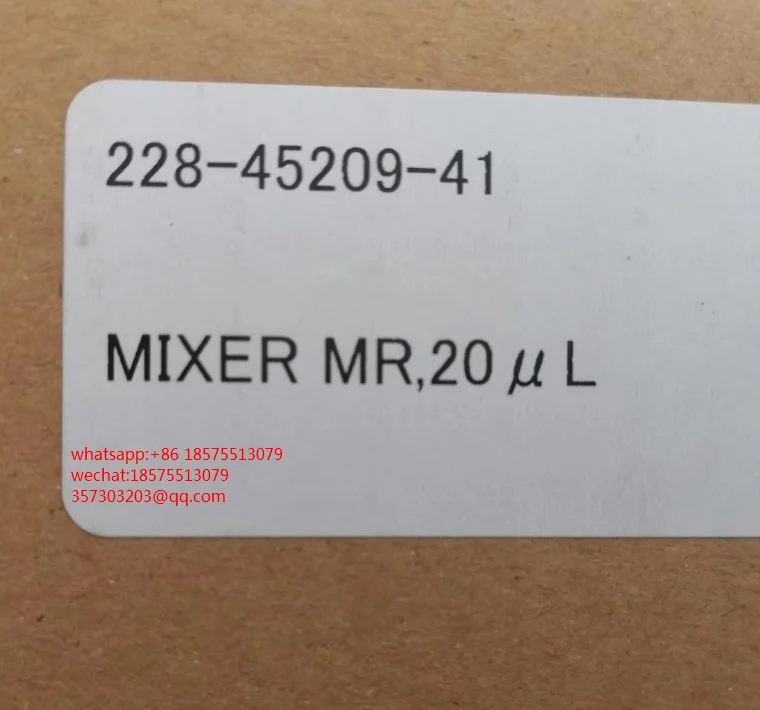 228-45209-41
MIXER MR,20μL
whatsapp:+86 18575513079
wechat:18575513079
357303203@qq.com